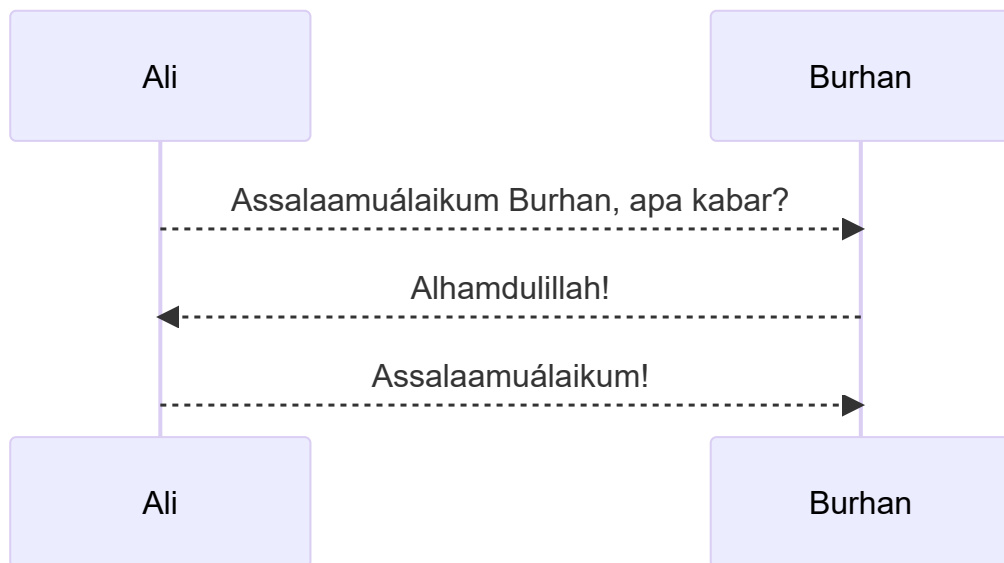 Ali
Burhan
Assalaamuálaikum Burhan, apa kabar?
Alhamdulillah!
Assalaamuálaikum!
Ali
Burhan